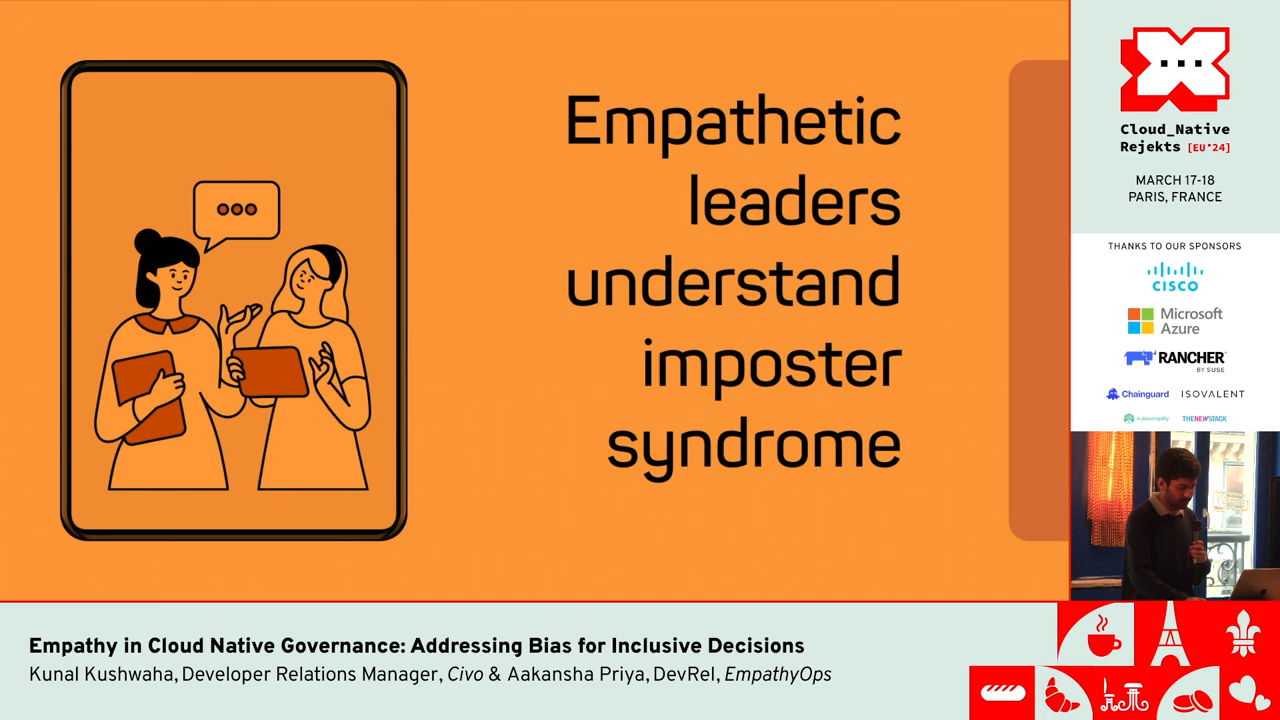 Empathetic
leaders
understand
imposter
syndrome
Cloud_Native
Rejekts [EU'24]
MARCH 17-18
PARIS, FRANCE
THANKS TO OUR SPONSORS
CISCO
Microsoft
Azure
RANCHER
BY SUSE
Chainguard ISOVALENT
Kubesimplify THENEWSTACK
Empathy in Cloud Native Governance: Addressing Bias for Inclusive Decisions
Kunal Kushwaha, Developer Relations Manager, Civo & Aakansha Priya, DevRel, EmpathyOps